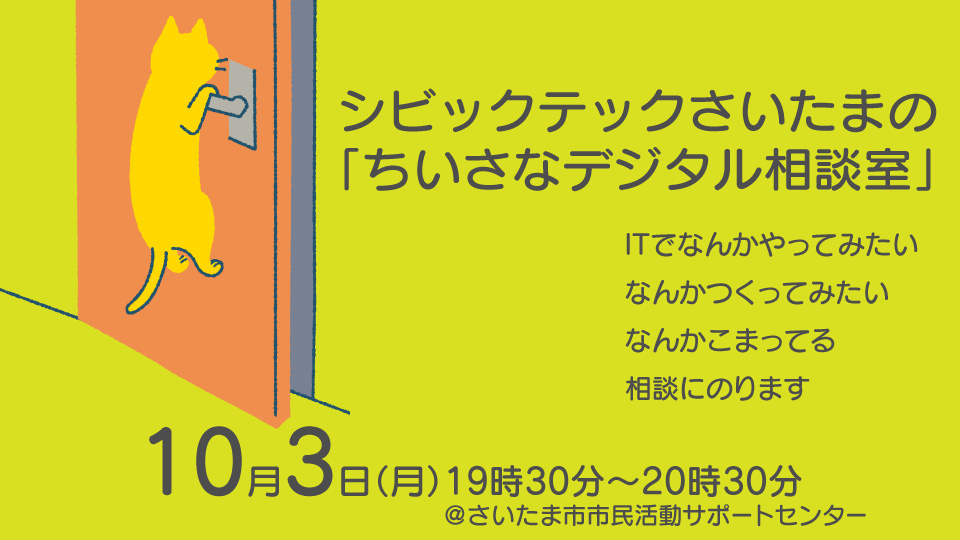 シビックテックさいたまの
「ちいさなデジタル相談室」
ITでなんかやってみたい
なんかつくってみたい
なんかこまってる
相談にのります
10月3日(月)19時30分～20時30分
@さいたま市市民活動サポートセンター